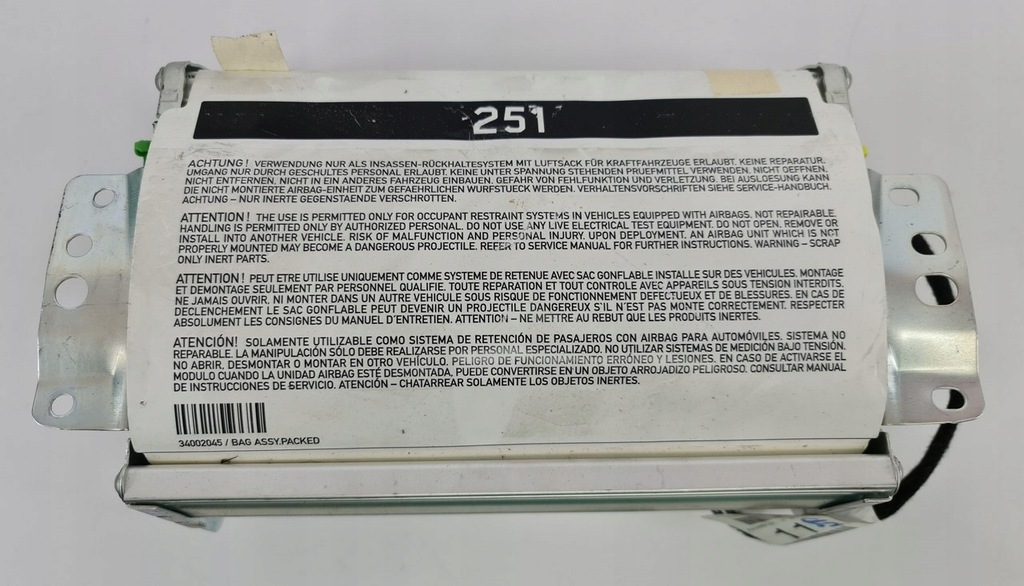 251
ACHTUNG! VERWENDUNG NUR ALS INSASSEN-RÜCKHALTESYSTEM MIT LUFTSACK FÜR KRAFTFAHRZEUGE ERLAUBT. KEINE REPARATUR.
UMGANG NUR DURCH GESCHULTES PERSONAL ERLAUBT. KEINE UNTER SPANNUNG STEHENDEN PRUEFMITTEL VERWENDEN. NICHT OEFFNEN,
NICHT ENTFERNEN, NICHT IN EIN ANDERES FAHRZEUG EINBAUEN. GEFAHR VON FEHLFUNKTION UND VERLETZUNG. BEI AUSLOESUNG KANN
DIE NICHT MONTIERTE AIRBAG-EINHEIT ZUM GEFAEHRLICHEN WURFSTUECK WERDEN. VERHALTENSVORSCHRIFTEN SIEHE SERVICE-HANDBUCH.
ACHTUNG – NUR INERTE GEGENSTAENDE VERSCHROTTEN.
ATTENTION! THE USE IS PERMITTED ONLY FOR OCCUPANT RESTRAINT SYSTEMS IN VEHICLES EQUIPPED WITH AIRBAGS. NOT REPAIRABLE.
HANDLING IS PERMITTED ONLY BY AUTHORIZED PERSONAL. DO NOT USE ANY LIVE ELECTRICAL TEST EQUIPMENT. DO NOT OPEN, REMOVE OR
INSTALL INTO ANOTHER VEHICLE. RISK OF MALFUNCTION AND PERSONAL INJURY. UPON DEPLOYMENT, AN AIRBAG UNIT WHICH IS NOT
PROPERLY MOUNTED MAY BECOME A DANGEROUS PROJECTILE. REFER TO SERVICE MANUAL FOR FURTHER INSTRUCTIONS. WARNING – SCRAP
ONLY INERT PARTS.
ATTENTION! PEUT ETRE UTILISE UNIQUEMENT COMME SYSTEME DE RETENUE AVEC SAC GONFLABLE INSTALLE SUR DES VEHICULES. MONTAGE
ET DEMONTAGE SEULEMENT PAR PERSONNEL QUALIFIE. TOUTE REPARATION ET TOUT CONTROLE AVEC APPAREILS SOUS TENSION INTERDITS.
NE JAMAIS OUVRIR, NI MONTER DANS UN AUTRE VEHICULE SOUS RISQUE DE FONCTIONEMENT DEFECTUEUX ET DE BLESSURES. EN CAS DE
DECLENCHEMENT LE SAC GONFLABLE PEUT DEVENIR UN PROJECTILE DANGEREUX S'IL N'EST PAS MONTE CORRECTEMENT. RESPECTER
ABSOLUMENT LES CONSIGNES DU MANUEL D'ENTRETIEN. ATTENTION – NE METTRE AU REBUT QUE LES PRODUITS INERTES.
ATENCIÓN! SOLAMENTE UTILIZABLE COMO SISTEMA DE RETENCIÓN DE PASAJEROS CON AIRBAG PARA AUTOMÓVILES. SISTEMA NO
REPARABLE. LA MANIPULACIÓN SÓLO DEBE REALIZARSE POR PERSONAL ESPECIALIZADO. NO UTILIZAR SISTEMAS DE MEDICIÓN BAJO TENSIÓN.
NO ABRIR, DESMONTAR O MONTAR EN OTRO VEHÍCULO. PELIGRO DE FUNCIONAMIENTO ERRÓNEO Y LESIONES. EN CASO DE ACTIVARSE EL
MODULO CUANDO LA UNIDAD AIRBAG ESTÉ DESMONTADA, PUEDE CONVERTIRSE EN UN OBJETO ARROJADIZO PELIGROSO. CONSULTAR MANUAL
DE INSTRUCCIONES DE SERVICIO. ATENCIÓN – CHATARREAR SOLAMENTE LOS OBJETOS INERTES.
34002045 / BAG ASSY.PACKED
11